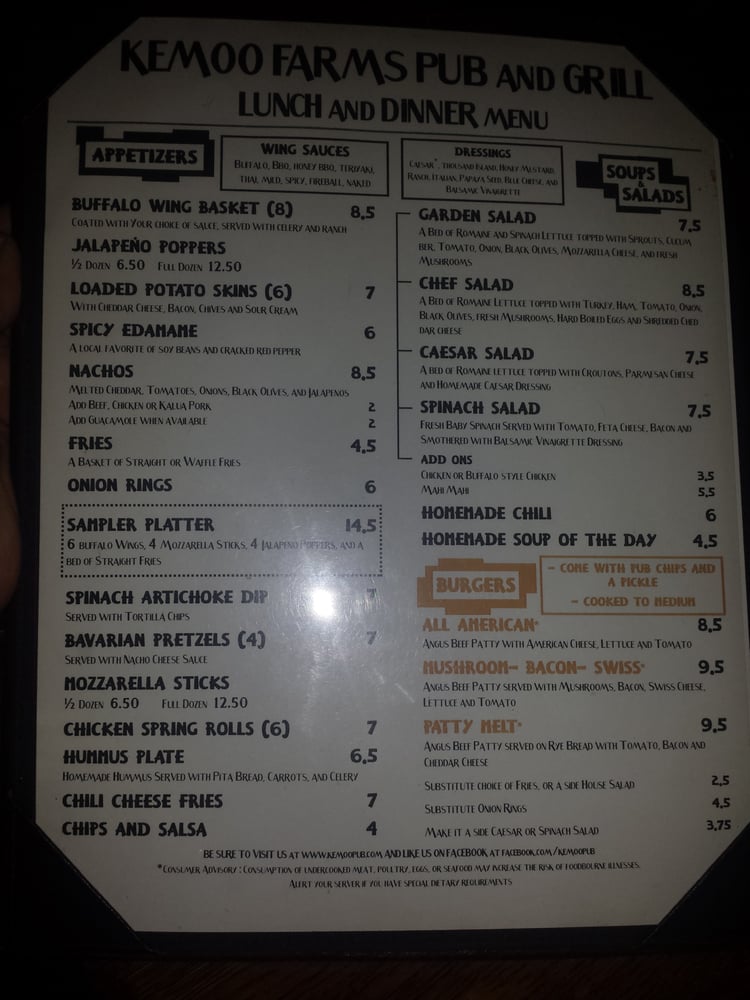 KEMOO FARMS PUB AND GRILL
LUNCH AND DINNER MENU
APPETIZERS
WING SAUCES
BUFFALO, BBQ, HONEY BBQ, TERIYAKI,
THAI, MILD, SPICY, FIREBALL, NAKED
BUFFALO WING BASKET (8) 8.5
COATED WITH YOUR CHOICE OF SAUCE, SERVED WITH CELERY AND RANCH
JALAPEÑO POPPERS
½ DOZEN 6.50 FULL DOZEN 12.50
LOADED POTATO SKINS (6) 7
WITH CHEDDAR CHEESE, BACON, CHIVES AND SOUR CREAM
SPICY EDAMAME 6
A LOCAL FAVORITE OF SOY BEANS AND CRACKED RED PEPPER
NACHOS 8.5
MELTED CHEDDAR, TOMATOES, ONIONS, BLACK OLIVES, AND JALAPENOS
ADD BEEF, CHICKEN OR KALUA PORK 2
ADD GUACAMOLE WHEN AVAILABLE 2
FRIES 4.5
A BASKET OF STRAIGHT OR WAFFLE FRIES
ONION RINGS 6
SAMPLER PLATTER 14.5
6 BUFFALO WINGS, 4 MOZZARELLA STICKS, 4 JALAPENO POPPERS, AND A
BED OF STRAIGHT FRIES
SPINACH ARTICHOKE DIP 7
SERVED WITH TORTILLA CHIPS
BAVARIAN PRETZELS (4) 7
SERVED WITH NACHO CHEESE SAUCE
MOZZARELLA STICKS
½ DOZEN 6.50 FULL DOZEN 12.50
CHICKEN SPRING ROLLS (6) 7
HUMMUS PLATE 6.5
HOMEMADE HUMMUS SERVED WITH PITA BREAD, CARROTS, AND CELERY
CHILI CHEESE FRIES 7
CHIPS AND SALSA 4
DRESSINGS
CAESAR*, THOUSAND ISLAND, HONEY MUSTARD,
RANCH, ITALIAN, PAPAYA SEED, BLUE CHEESE, AND
BALSAMIC VINAIGRETTE
SOUPS
&
SALADS
GARDEN SALAD 7.5
A BED OF ROMAINE AND SPINACH LETTUCE TOPPED WITH SPROUTS, CUCUM
BER, TOMATO, ONION, BLACK OLIVES, MOZZARELLA CHEESE, AND FRESH
MUSHROOMS
CHEF SALAD 8.5
A BED OF ROMAINE LETTUCE TOPPED WITH TURKEY, HAM, TOMATO, ONION,
BLACK OLIVES, FRESH MUSHROOMS, HARD BOILED EGGS AND SHREDDED CHED
DAR CHEESE
CAESAR SALAD 7.5
A BED OF ROMAINE LETTUCE TOPPED WITH CROUTONS, PARMESAN CHEESE
AND HOMEMADE CAESAR DRESSING
SPINACH SALAD 7.5
FRESH BABY SPINACH SERVED WITH TOMATO, FETA CHEESE, BACON AND
SMOTHERED WITH BALSAMIC VINAIGRETTE DRESSING
ADD ONS
CHICKEN OR BUFFALO STYLE CHICKEN 3.5
MAHI MAHI 5.5
HOMEMADE CHILI 6
HOMEMADE SOUP OF THE DAY 4.5
BURGERS
- COME WITH PUB CHIPS AND
A PICKLE
- COOKED TO MEDIUM
ALL AMERICAN* 8.5
ANGUS BEEF PATTY WITH AMERICAN CHEESE, LETTUCE AND TOMATO
MUSHROOM- BACON- SWISS* 9.5
ANGUS BEEF PATTY SERVED WITH MUSHROOMS, BACON, SWISS CHEESE,
LETTUCE AND TOMATO
PATTY MELT* 9.5
ANGUS BEEF PATTY SERVED ON RYE BREAD WITH TOMATO, BACON AND
CHEDDAR CHEESE
SUBSTITUTE CHOICE OF FRIES, OR A SIDE HOUSE SALAD 2.5
SUBSTITUTE ONION RINGS 4.5
MAKE IT A SIDE CAESAR OR SPINACH SALAD 3.75
BE SURE TO VISIT US AT WWW.KEMOOPUB.COM AND LIKE US ON FACEBOOK AT FACEBOOK.COM/KEMOOPUB
*CONSUMER ADVISORY: CONSUMPTION OF UNDERCOOKED MEAT, POULTRY, EGGS, OR SEAFOOD MAY INCREASE THE RISK OF FOODBOURNE ILLNESSES.
ALERT YOUR SERVER IF YOU HAVE SPECIAL DIETARY REQUIREMENTS